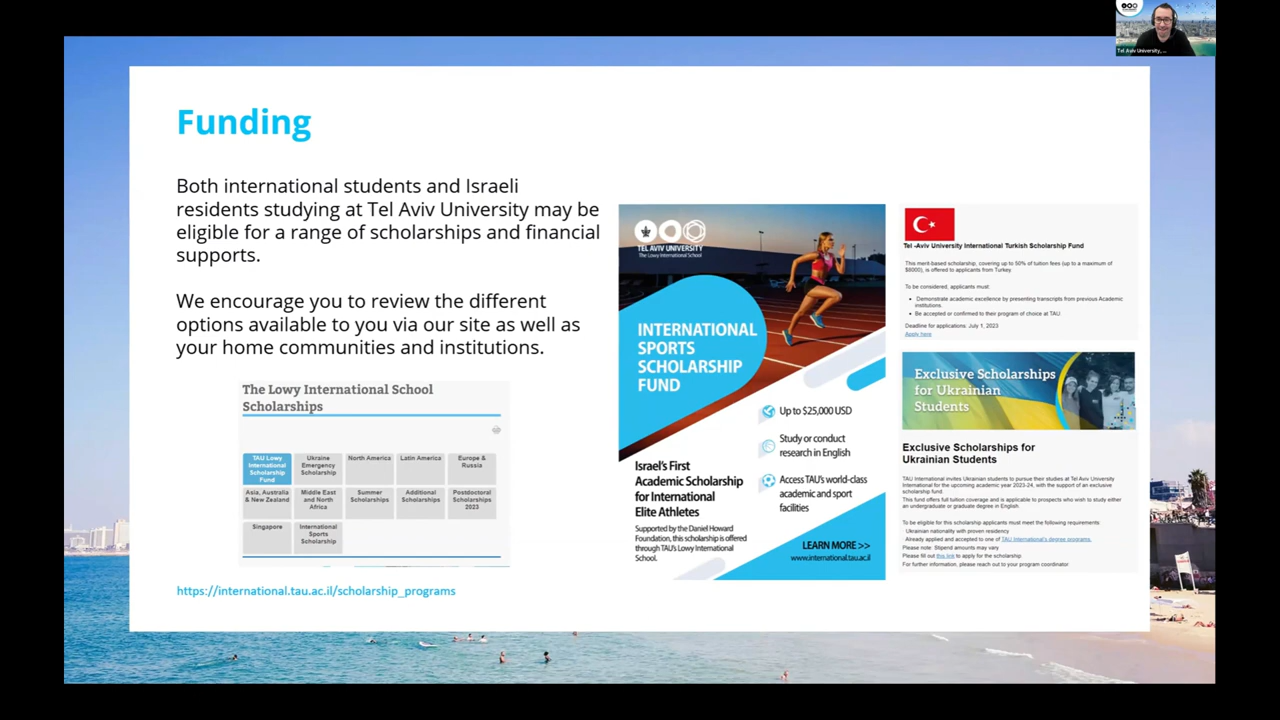 Tel Aviv University, ...
Funding
Both international students and Israeli
residents studying at Tel Aviv University may be
eligible for a range of scholarships and financial
supports.
We encourage you to review the different
options available to you via our site as well as
your home communities and institutions.
The Lowy International School
Scholarships
TAU Lowy
International
Scholarship
Fund
Ukraine
Emergency
Scholarship
North America
Latin America
Europe &
Russia
Asia, Australia
& New Zealand
Middle East
and North
Africa
Summer
Scholarships
Additional
Scholarships
Postdoctoral
Scholarships
2023
Singapore
International
Sports
Scholarship
https://international.tau.ac.il/scholarship_programs
TEL AVIV UNIVERSITY
The Lowy International School
INTERNATIONAL
SPORTS
SCHOLARSHIP
FUND
Up to $25,000 USD
Study or conduct
research in English
Access TAU's world-class
academic and sport
facilities
Israel's First
Academic Scholarship
for International
Elite Athletes
Supported by the Daniel Howard
Foundation, this scholarship is offered
through TAU's Lowy International
School.
LEARN MORE >>
www.international.tau.ac.il
Tel -Aviv University International Turkish Scholarship Fund
This merit-based scholarship, covering up to 50% of tuition fees (up to a maximum of
$8000), is offered to applicants from Turkey
To be considered, applicants must:
• Demonstrate academic excellence by presenting transcripts from previous Academic
institutions.
• Be accepted or confirmed to their program of choice at TAU
Deadline for applications: July 1, 2023
Apply here
Exclusive Scholarships
for Ukrainian
Students
Exclusive Scholarships for
Ukrainian Students
TAU International invites Ukrainian students to pursue their studies at Tel Aviv University
International for the upcoming academic year 2023-24, with the support of an exclusive
scholarship fund.
This fund offers full tuition coverage and is applicable to prospects who wish to study either
an undergraduate or graduate degree in English
To be eligible for this scholarship applicants must meet the following requirements:
Ukrainian nationality with proven residency
Already applied and accepted to one of TAU International's degree programs.
Please note: Stipend amounts may vary
Please fill out this link to apply for the scholarship
For further information, please reach out to your program coordinator